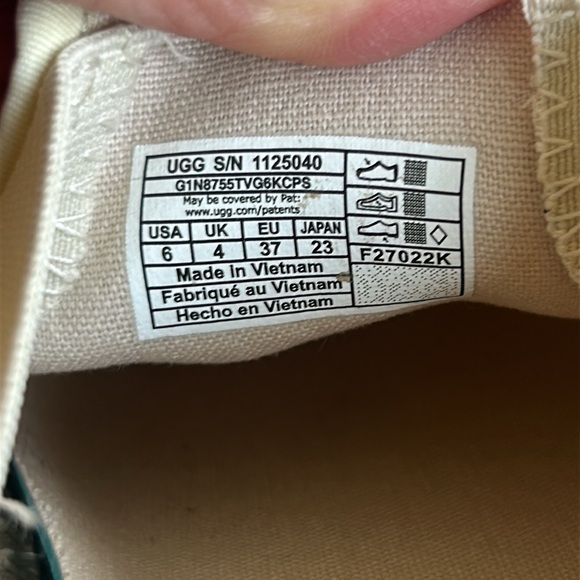 UGG S/N 1125040
G1N8755TVG6KCPS
May be covered by Pat:
www.ugg.com/patents
USA UK EU JAPAN
6 4 37 23
Made in Vietnam
Fabriqué au Vietnam
Hecho en Vietnam
F27022K